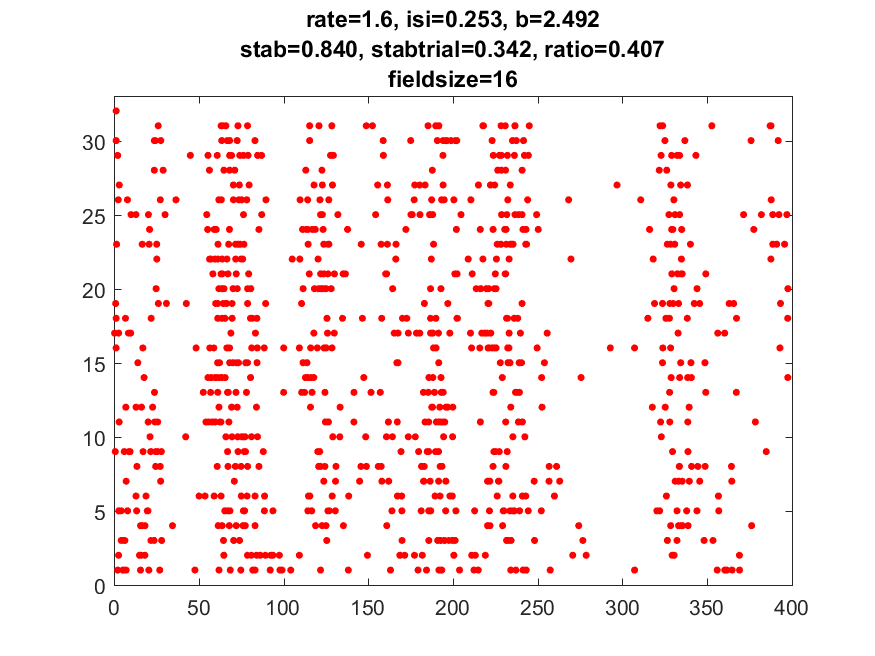 rate=1.6, isi=0.253, b=2.492
stab=0.840, stabtrial=0.342, ratio=0.407
fieldsize=16
30
25
20
15
10
5
0
0 50 100 150 200 250 300 350 400